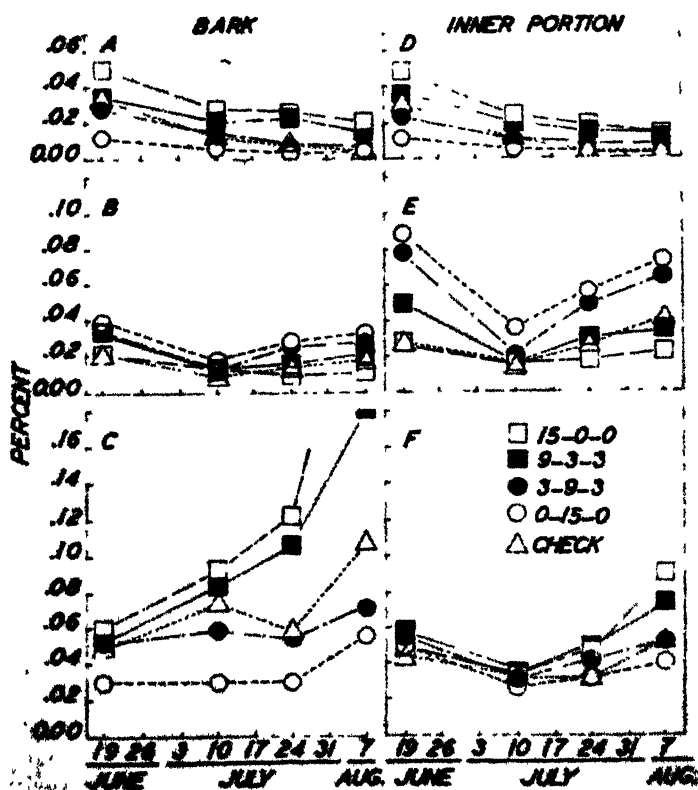 BARK
INNER PORTION
.06
A
D
.04
.02
0.00
.10
B
E
.08
.06
.04
.02
0.00
PERCENT
.16
C
F
.14
.12
.10
.08
.06
.04
.02
0.00
15-0-0
9-3-3
3-9-3
0-15-0
CHECK
19 26 3 10 17 24 31 7
JUNE JULY AUG.
19 26 3 10 17 24 31 7
JUNE JULY AUG.